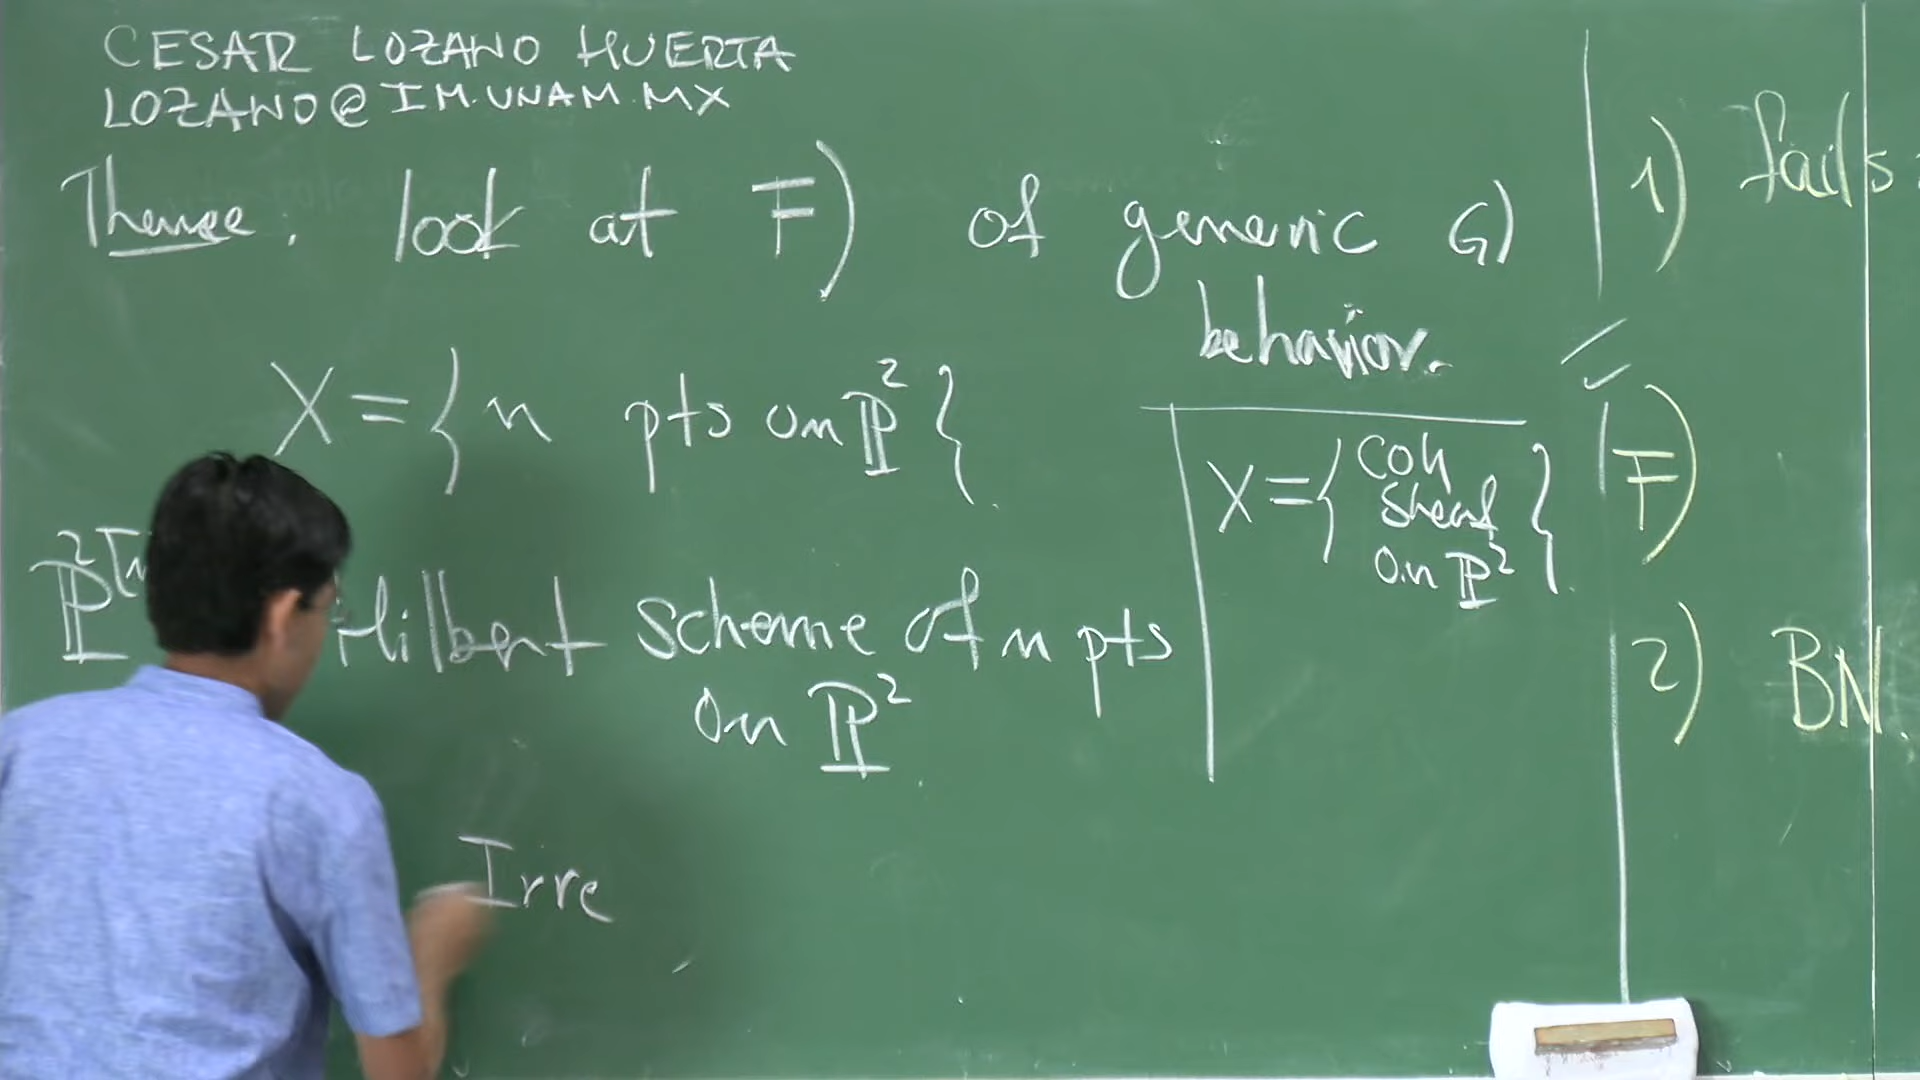 CESAR LOZANO HUERTA
LOZANO@IM.UNAM.MX
Theme: look at F) of generic G)
behavior.
X = { n pts on ℙ² }.
X = { coh
sheaf
on ℙ² }.
ℙ²[n
Hilbert scheme of n pts
on ℙ².
Irre
1) fails
F)
2) BN.